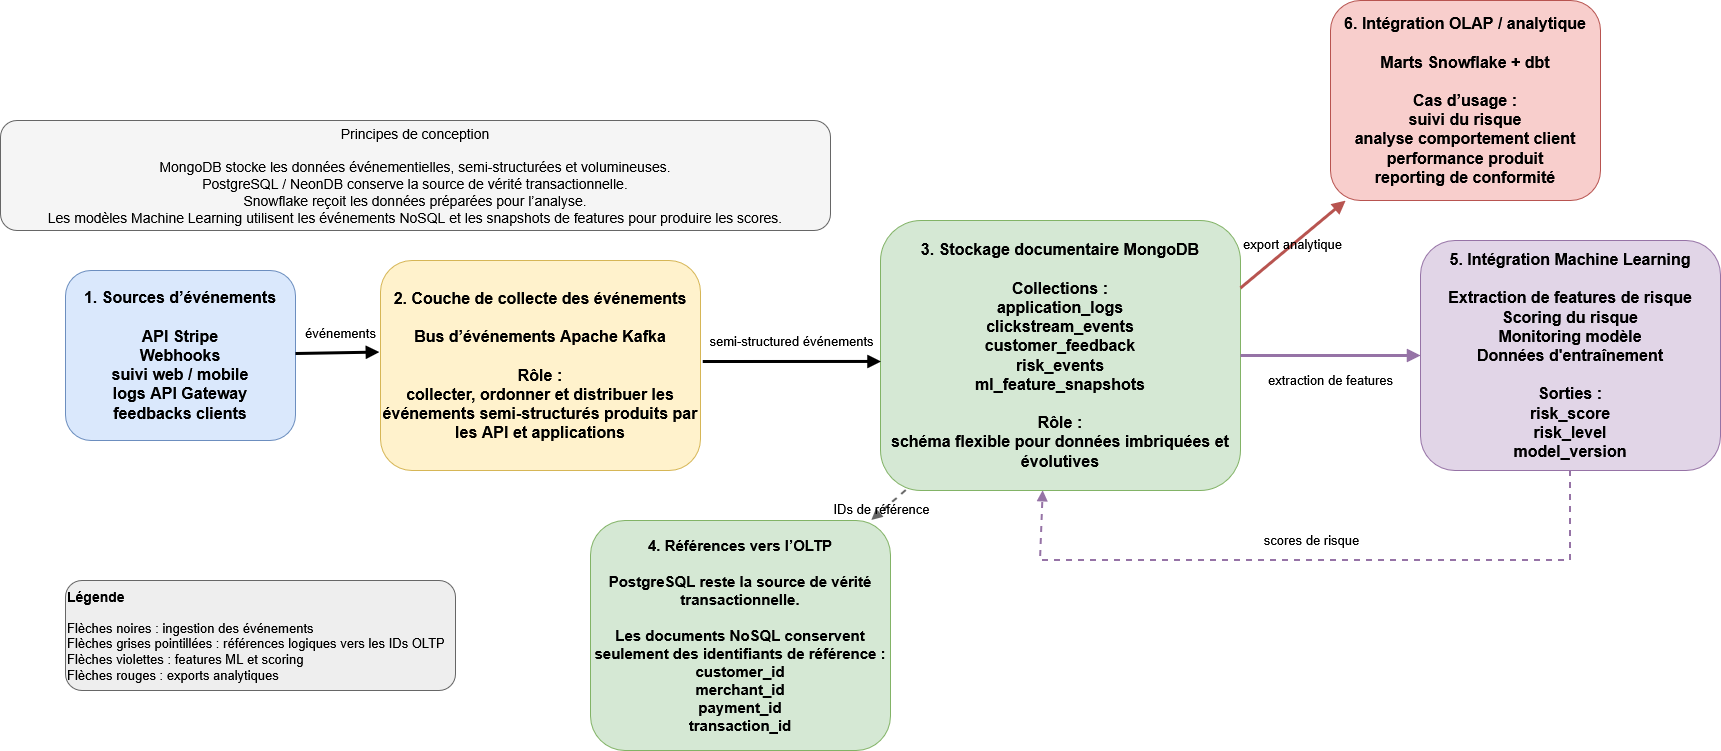 Principes de conception
MongoDB stocke les données événementielles, semi-structurées et volumineuses.
PostgreSQL / NeonDB conserve la source de vérité transactionnelle.
Snowflake reçoit les données préparées pour l’analyse.
Les modèles Machine Learning utilisent les événements NoSQL et les snapshots de features pour produire les scores.
1. Sources d’événements
API Stripe
Webhooks
suivi web / mobile
logs API Gateway
feedbacks clients
événements
2. Couche de collecte des événements
Bus d’événements Apache Kafka
Rôle :
collecter, ordonner et distribuer les
événements semi-structurés produits par
les API et applications
semi-structured événements
3. Stockage documentaire MongoDB
Collections :
application_logs
clickstream_events
customer_feedback
risk_events
ml_feature_snapshots
Rôle :
schéma flexible pour données imbriquées et
évolutives
IDs de référence
4. Références vers l’OLTP
PostgreSQL reste la source de vérité
transactionnelle.
Les documents NoSQL conservent
seulement des identifiants de référence :
customer_id
merchant_id
payment_id
transaction_id
export analytique
6. Intégration OLAP / analytique
Marts Snowflake + dbt
Cas d’usage :
suivi du risque
analyse comportement client
performance produit
reporting de conformité
extraction de features
5. Intégration Machine Learning
Extraction de features de risque
Scoring du risque
Monitoring modèle
Données d'entraînement
Sorties :
risk_score
risk_level
model_version
scores de risque
Légende
Flèches noires : ingestion des événements
Flèches grises pointillées : références logiques vers les IDs OLTP
Flèches violettes : features ML et scoring
Flèches rouges : exports analytiques